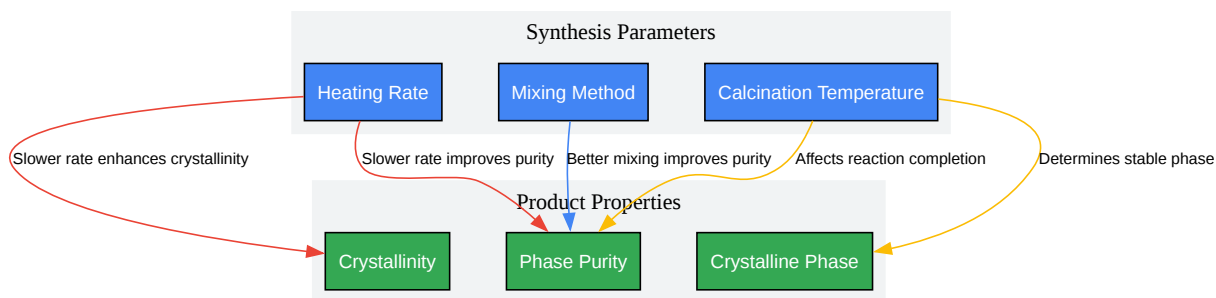 Synthesis Parameters
Heating Rate
Mixing Method
Calcination Temperature
Slower rate enhances crystallinity
Slower rate improves purity
Better mixing improves purity
Affects reaction completion
Determines stable phase
Product Properties
Crystallinity
Phase Purity
Crystalline Phase